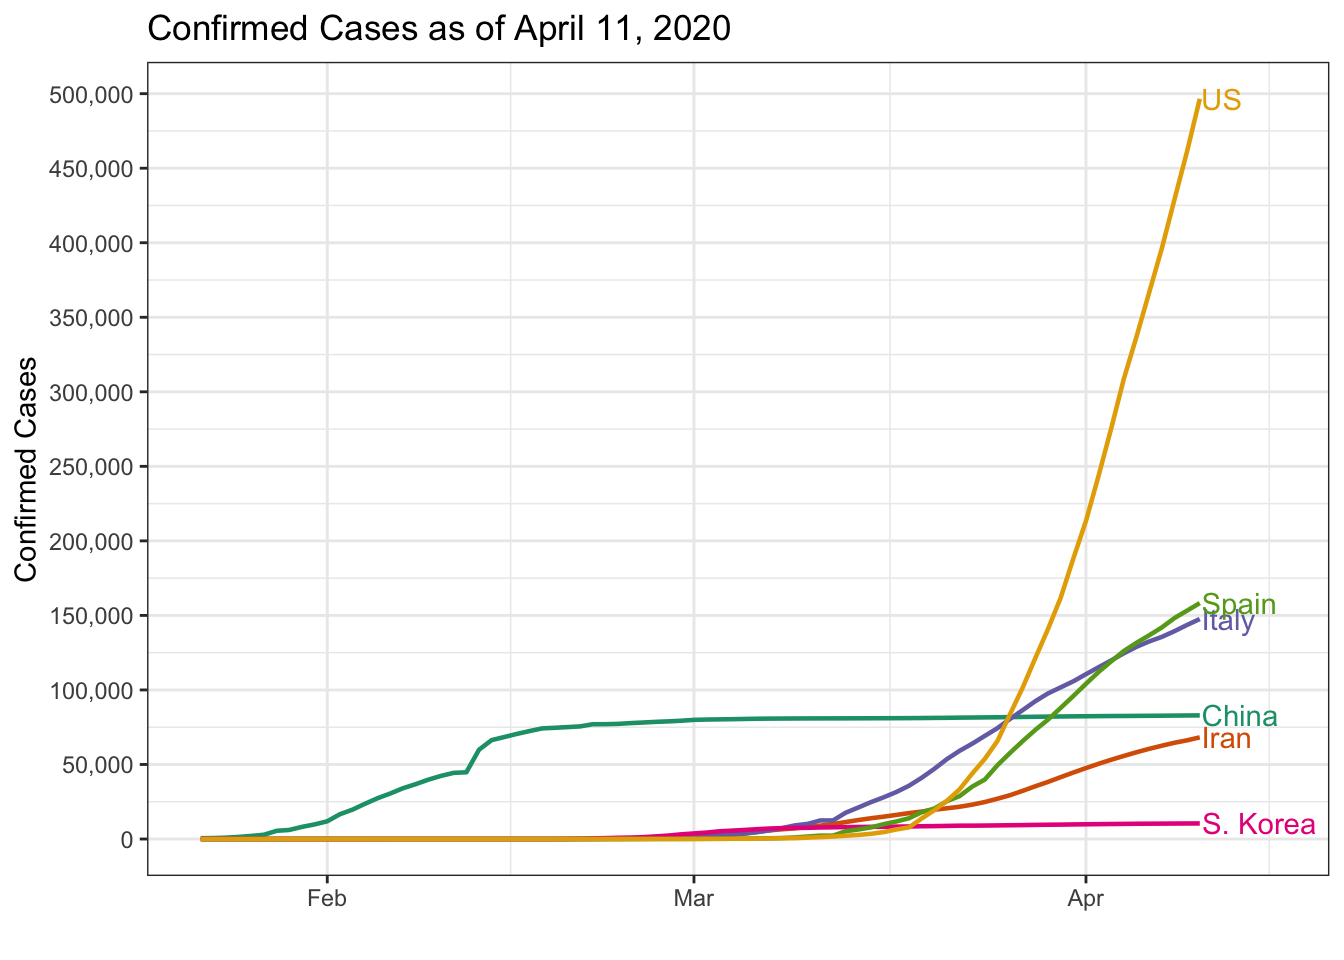 Confirmed Cases as of April 11, 2020
Confirmed Cases
500,000
450,000
400,000
350,000
300,000
250,000
200,000
150,000
100,000
50,000
0
US
Spain
Italy
China
Iran
S. Korea
Feb
Mar
Apr